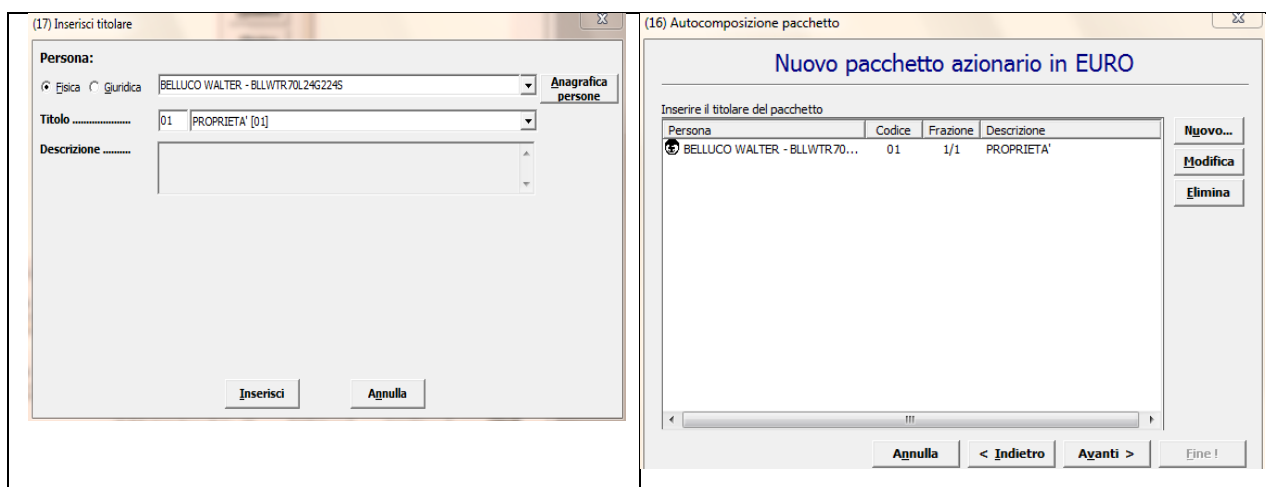 (17) Inserisci titolare
Persona:
Fisica Giuridica BELLUCO WALTER - BLLWTR70L24G224S Anagrafica persone
Titolo ..................... 01 PROPRIETA' [01]
Descrizione ..........
Inserisci Annulla
(16) Autocomposizione pacchetto
Nuovo pacchetto azionario in EURO
Inserire il titolare del pacchetto
Persona Codice Frazione Descrizione
BELLUCO WALTER - BLLWTR70... 01 1/1 PROPRIETA'
Nuovo...
Modifica
Elimina
Annulla < Indietro Avanti > Fine !